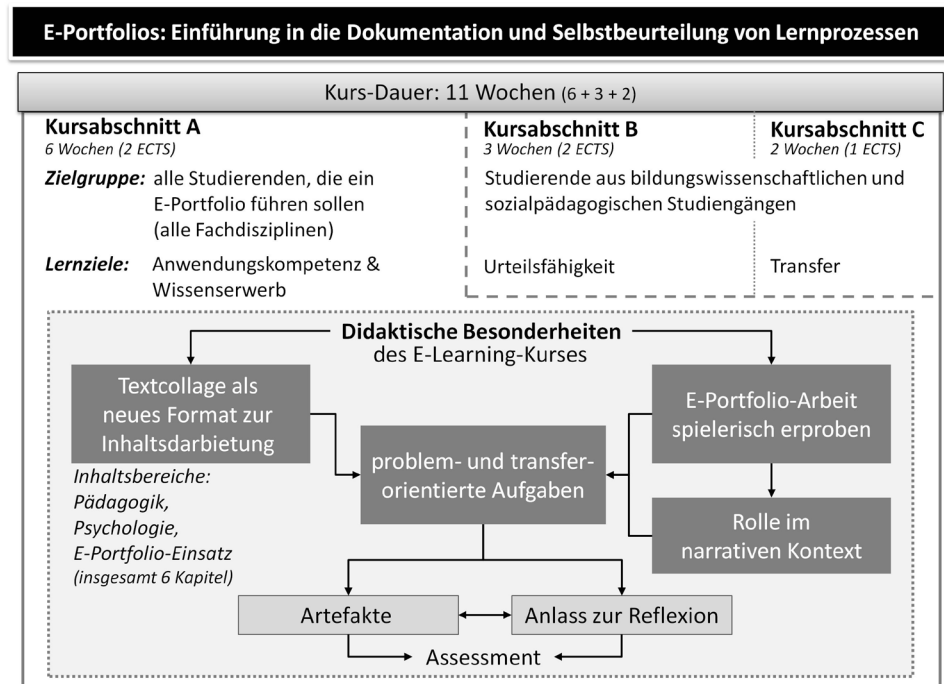 E-Portfolios: Einführung in die Dokumentation und Selbstbeurteilung von Lernprozessen
Kurs-Dauer: 11 Wochen (6 + 3 + 2)
Kursabschnitt A
6 Wochen (2 ECTS)
Zielgruppe: alle Studierenden, die ein
E-Portfolio führen sollen
(alle Fachdisziplinen)
Lernziele: Anwendungskompetenz &
Wissenserwerb
Kursabschnitt B
3 Wochen (2 ECTS)
Kursabschnitt C
2 Wochen (1 ECTS)
Studierende aus bildungswissenschaftlichen und
sozialpädagogischen Studiengängen
Urteilsfähigkeit
Transfer
Didaktische Besonderheiten
des E-Learning-Kurses
Textcollage als
neues Format zur
Inhaltsdarbietung
Inhaltsbereiche:
Pädagogik,
Psychologie,
E-Portfolio-Einsatz
(insgesamt 6 Kapitel)
problem- und transfer-
orientierte Aufgaben
E-Portfolio-Arbeit
spielerisch erproben
Rolle im
narrativen Kontext
Artefakte
Anlass zur Reflexion
Assessment